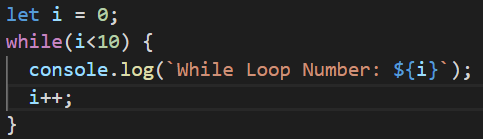 let i = 0;
while(i<10) {
  console.log(`While Loop Number: ${i}`);
  i++;
}